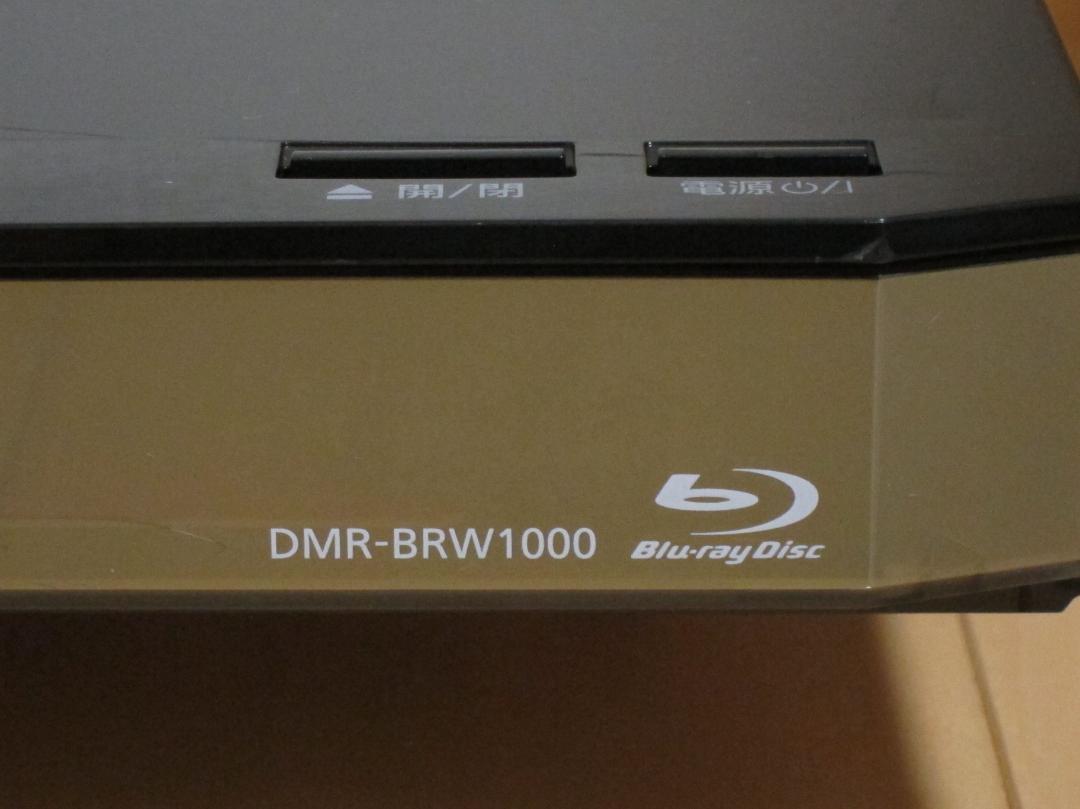 ⏏ 開/閉
電源⏻/I
DMR-BRW1000
Blu-ray Disc